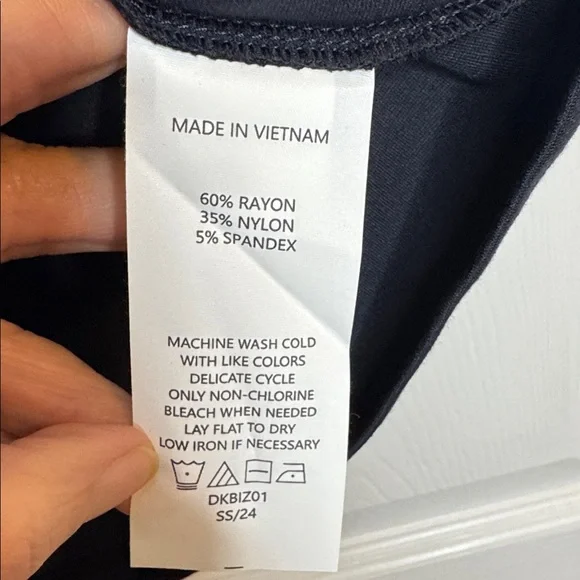 MADE IN VIETNAM
60% RAYON
35% NYLON
5% SPANDEX
MACHINE WASH COLD
WITH LIKE COLORS
DELICATE CYCLE
ONLY NON-CHLORINE
BLEACH WHEN NEEDED
LAY FLAT TO DRY
LOW IRON IF NECESSARY
DKBIZ01
SS/24